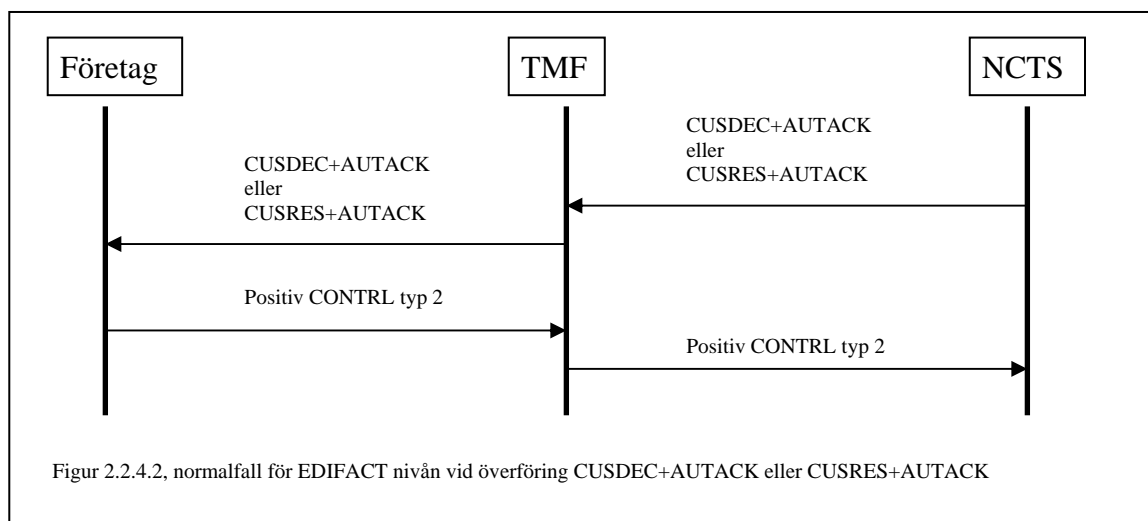 Företag
TMF
NCTS
CUSDEC+AUTACK
eller
CUSRES+AUTACK
CUSDEC+AUTACK
eller
CUSRES+AUTACK
Positiv CONTRL typ 2
Positiv CONTRL typ 2
Figur 2.2.4.2, normalfall för EDIFACT nivån vid överföring CUSDEC+AUTACK eller CUSRES+AUTACK